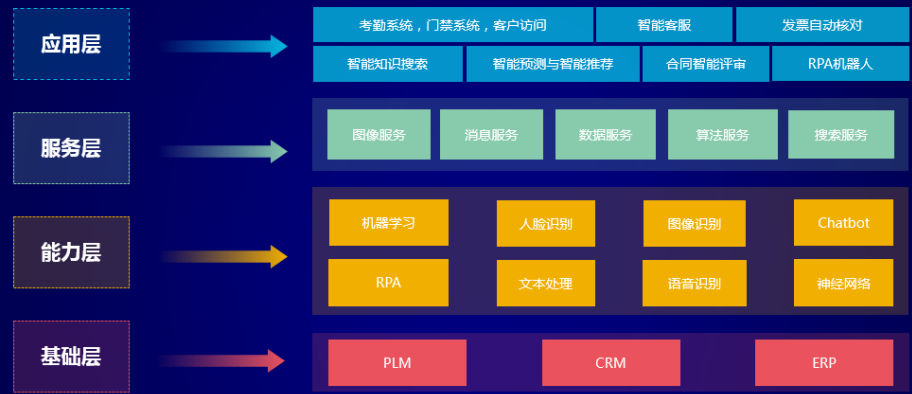 应用层
考勤系统，门禁系统，客户访问
智能客服
发票自动核对
智能知识搜索
智能预测与智能推荐
合同智能评审
RPA机器人
服务层
图像服务
消息服务
数据服务
算法服务
搜索服务
能力层
机器学习
人脸识别
图像识别
Chatbot
RPA
文本处理
语音识别
神经网络
基础层
PLM
CRM
ERP